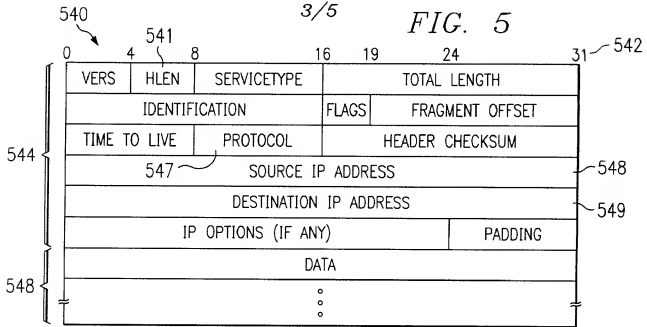 3/5
FIG. 5
540
541
542
0 4 8 16 19 24 31
VERS HLEN SERVICETYPE TOTAL LENGTH
IDENTIFICATION FLAGS FRAGMENT OFFSET
TIME TO LIVE PROTOCOL HEADER CHECKSUM
544
547
SOURCE IP ADDRESS 548
DESTINATION IP ADDRESS 549
IP OPTIONS (IF ANY) PADDING
DATA
548